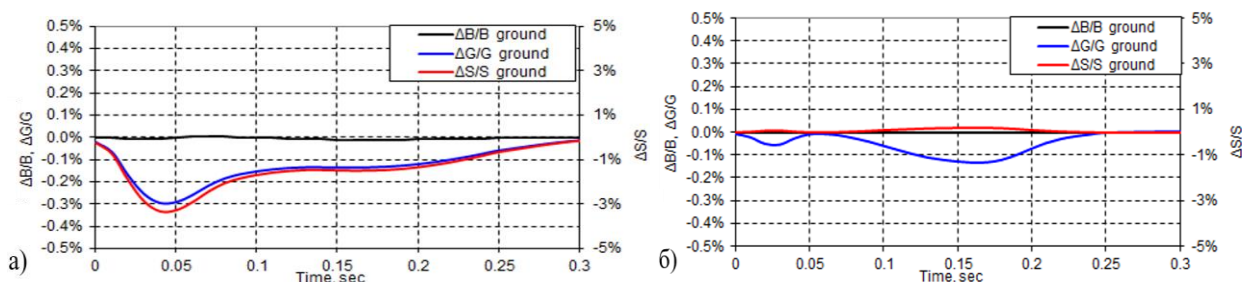 0.5%
0.4%
0.3%
0.2%
0.1%
0.0%
-0.1%
-0.2%
-0.3%
-0.4%
-0.5%
ΔB/B, ΔG/G
ΔB/B ground
ΔG/G ground
ΔS/S ground
5%
3%
1%
-1%
-3%
-5%
ΔS/S
0 0.05 0.1 0.15 0.2 0.25 0.3
Time, sec
а)
0.5%
0.4%
0.3%
0.2%
0.1%
0.0%
-0.1%
-0.2%
-0.3%
-0.4%
-0.5%
ΔB/B, ΔG/G
ΔB/B ground
ΔG/G ground
ΔS/S ground
5%
3%
1%
-1%
-3%
-5%
ΔS/S
0 0.05 0.1 0.15 0.2 0.25 0.3
Time, sec
б)